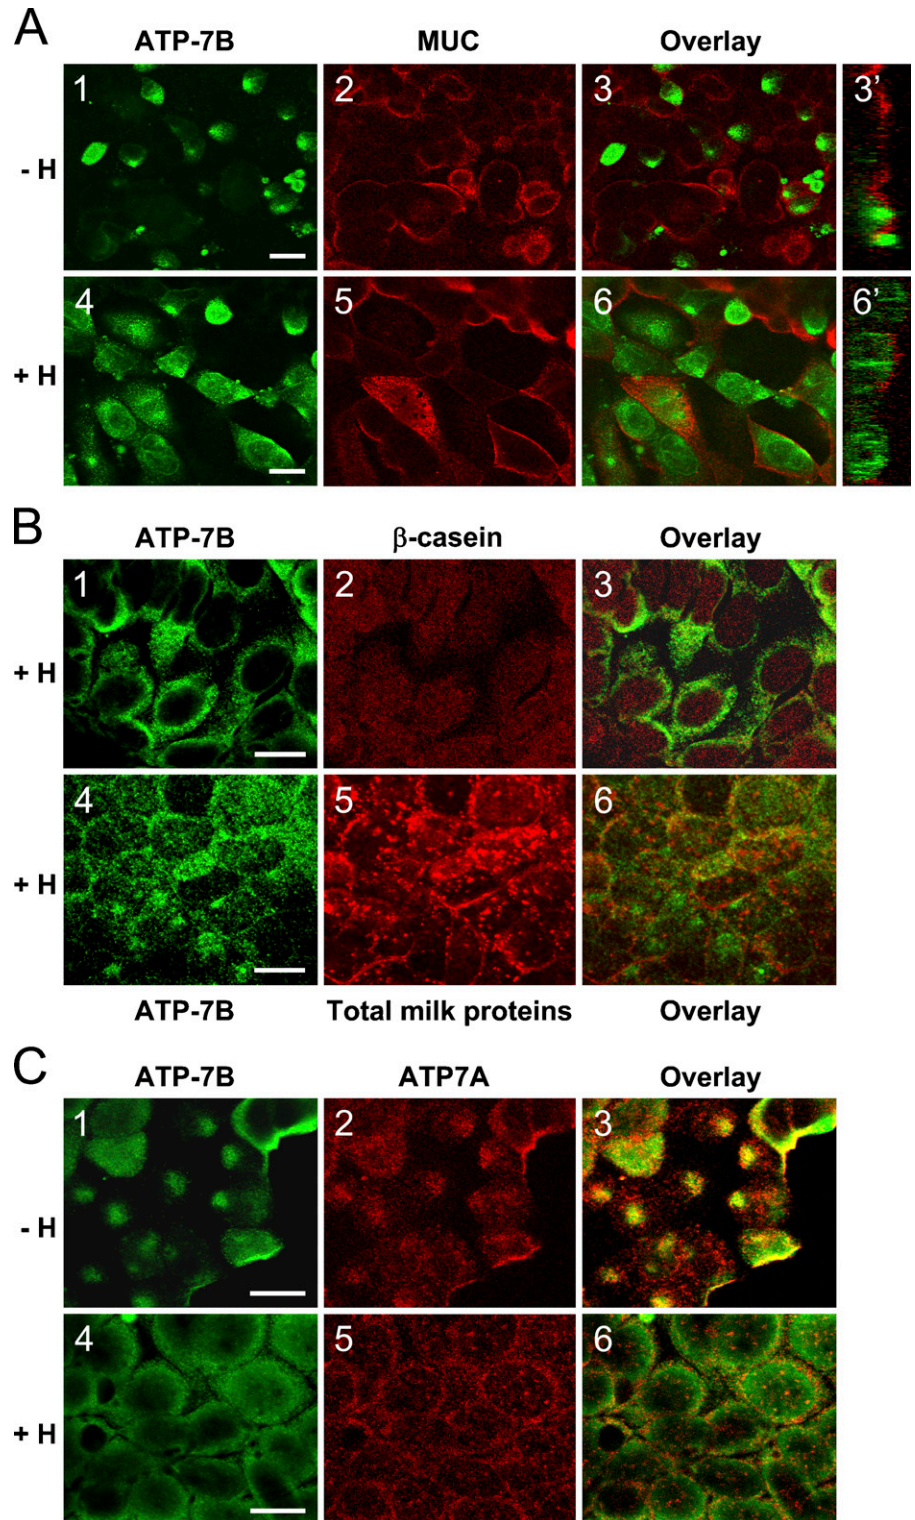 A
ATP-7B MUC Overlay
- H 1 2 3 3’
+ H 4 5 6 6’
B
ATP-7B β-casein Overlay
+ H 1 2 3
+ H 4 5 6
ATP-7B Total milk proteins Overlay
C
ATP-7B ATP7A Overlay
- H 1 2 3
+ H 4 5 6